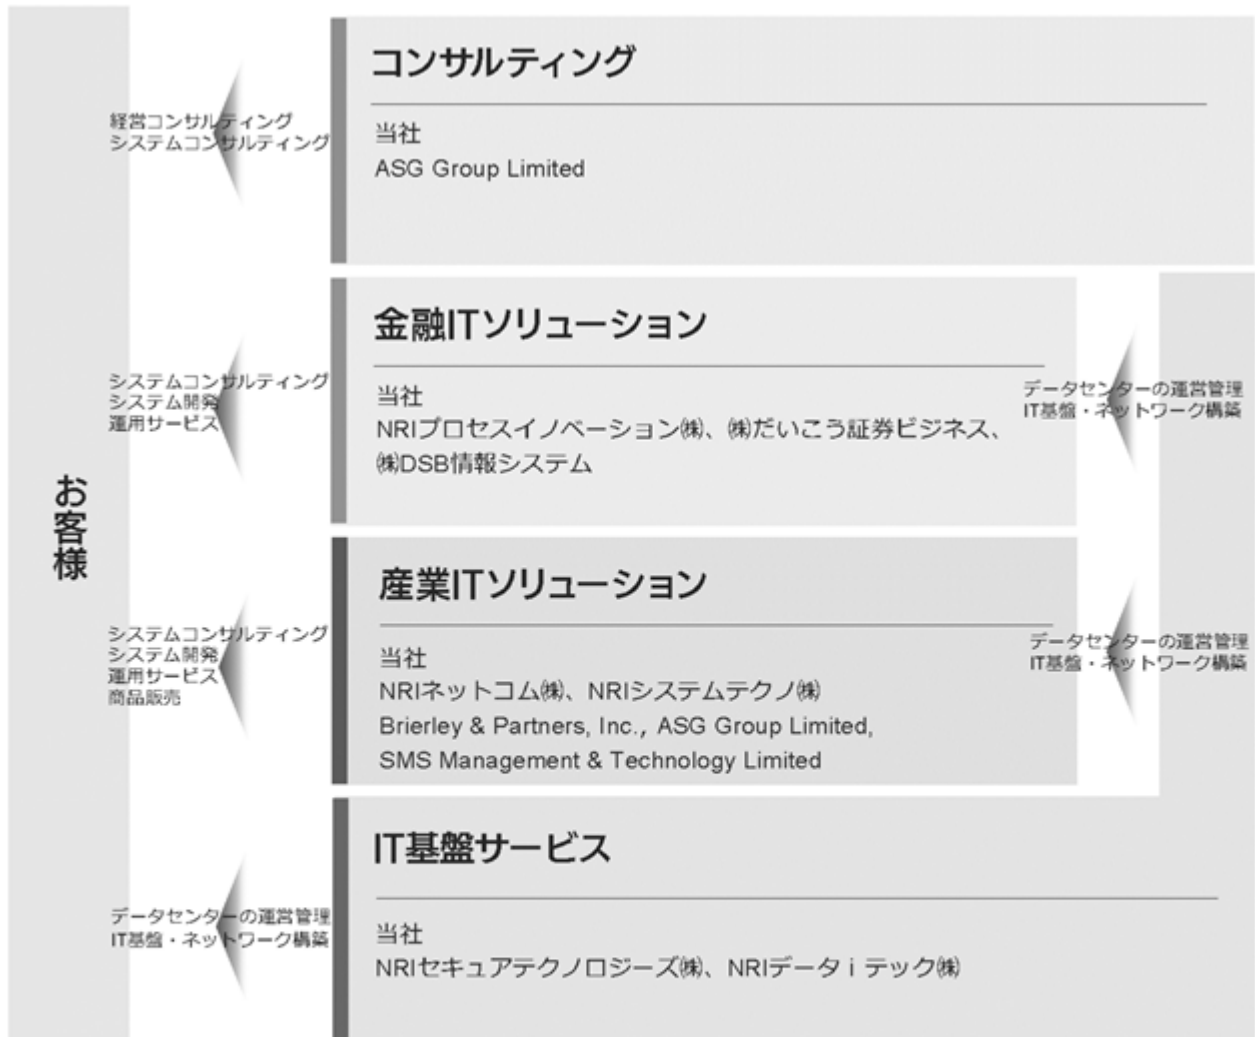 お客様
経営コンサルティング
システムコンサルティング
コンサルティング
当社
ASG Group Limited
システムコンサルティング
システム開発
運用サービス
金融ITソリューション
当社
NRIプロセスイノベーション㈱、㈱だいこう証券ビジネス、
㈱DSB情報システム
データセンターの運営管理
IT基盤・ネットワーク構築
システムコンサルティング
システム開発
運用サービス
商品販売
産業ITソリューション
当社
NRIネットコム㈱、NRIシステムテクノ㈱
Brierley & Partners, Inc., ASG Group Limited,
SMS Management & Technology Limited
データセンターの運営管理
IT基盤・ネットワーク構築
データセンターの運営管理
IT基盤・ネットワーク構築
IT基盤サービス
当社
NRIセキュアテクノロジーズ㈱、NRIデータｉテック㈱